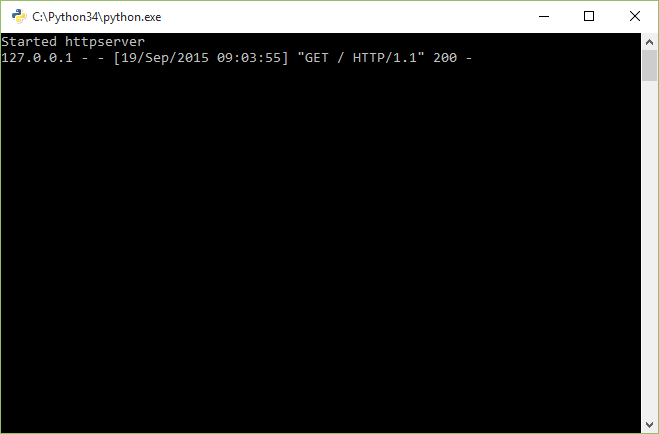 C:\Python34\python.exe
Started httpserver
127.0.0.1 - - [19/Sep/2015 09:03:55] "GET / HTTP/1.1" 200 -